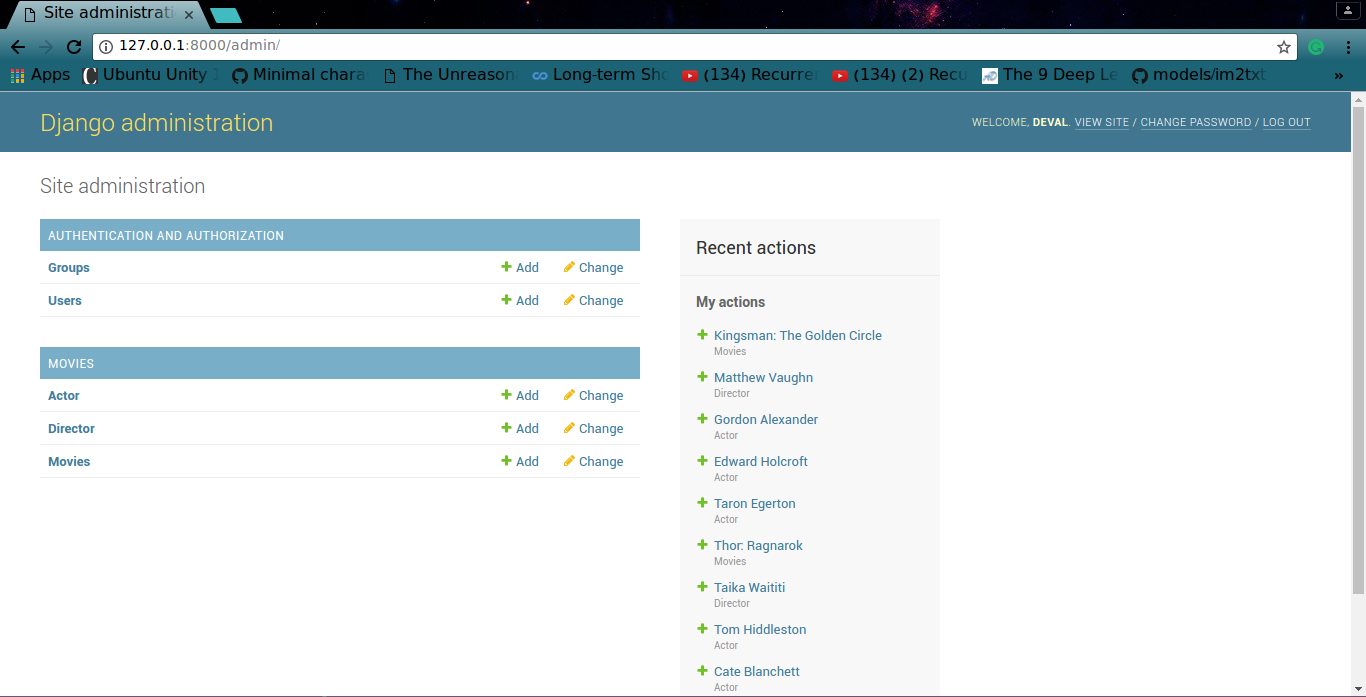 Site administrati
127.0.0.1:8000/admin/
Apps Ubuntu Unity Minimal chara The Unreason Long-term Sho (134) Recurre (134) (2) Recu The 9 Deep Le models/im2txt »
Django administration
WELCOME, DEVAL. VIEW SITE / CHANGE PASSWORD / LOG OUT
Site administration
AUTHENTICATION AND AUTHORIZATION
Groups Add Change
Users Add Change
MOVIES
Actor Add Change
Director Add Change
Movies Add Change
Recent actions
My actions
Kingsman: The Golden Circle
Movies
Matthew Vaughn
Director
Gordon Alexander
Actor
Edward Holcroft
Actor
Taron Egerton
Actor
Thor: Ragnarok
Movies
Taika Waititi
Director
Tom Hiddleston
Actor
Cate Blanchett
Actor